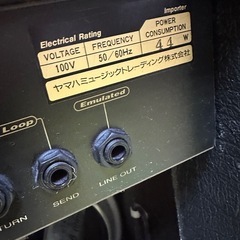 Electrical Rating
Importer
VOLTAGE FREQUENCY POWER CONSUMPTION
100V 50/60Hz 44 W
ヤマハミュージックトレーディング株式会社
Loop Emulated
TURN SEND LINE OUT